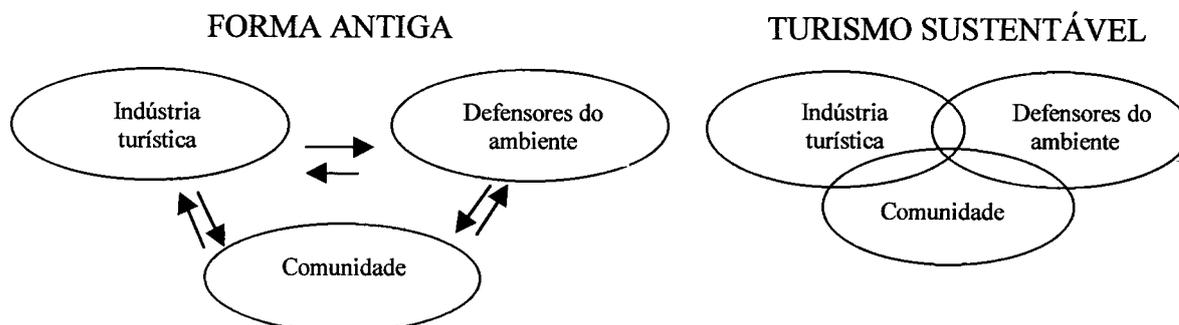 FORMA ANTIGA
Indústria
turística
Defensores do
ambiente
Comunidade
TURISMO SUSTENTÁVEL
Indústria
turística
Defensores do
ambiente
Comunidade